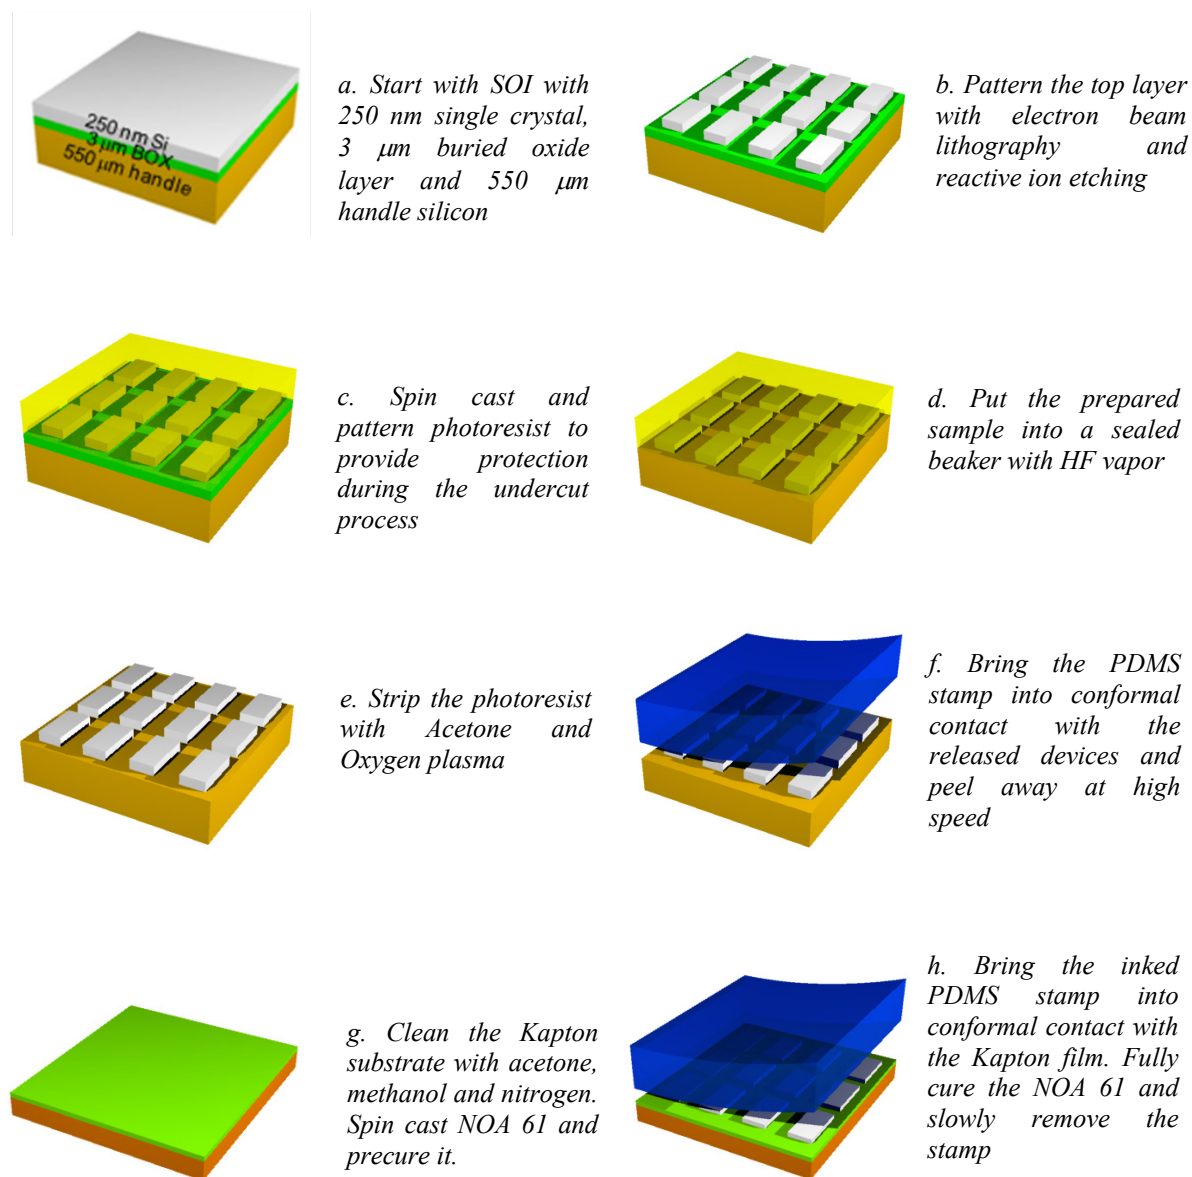 250 nm Si
3 μm BOX
550 μm handle
a. Start with SOI with
250 nm single crystal,
3 μm buried oxide
layer and 550 μm
handle silicon
b. Pattern the top layer
with electron beam
lithography and
reactive ion etching
c. Spin cast and
pattern photoresist to
provide protection
during the undercut
process
d. Put the prepared
sample into a sealed
beaker with HF vapor
e. Strip the photoresist
with Acetone and
Oxygen plasma
f. Bring the PDMS
stamp into conformal
contact with the
released devices and
peel away at high
speed
g. Clean the Kapton
substrate with acetone,
methanol and nitrogen.
Spin cast NOA 61 and
precure it.
h. Bring the inked
PDMS stamp into
conformal contact with
the Kapton film. Fully
cure the NOA 61 and
slowly remove the
stamp